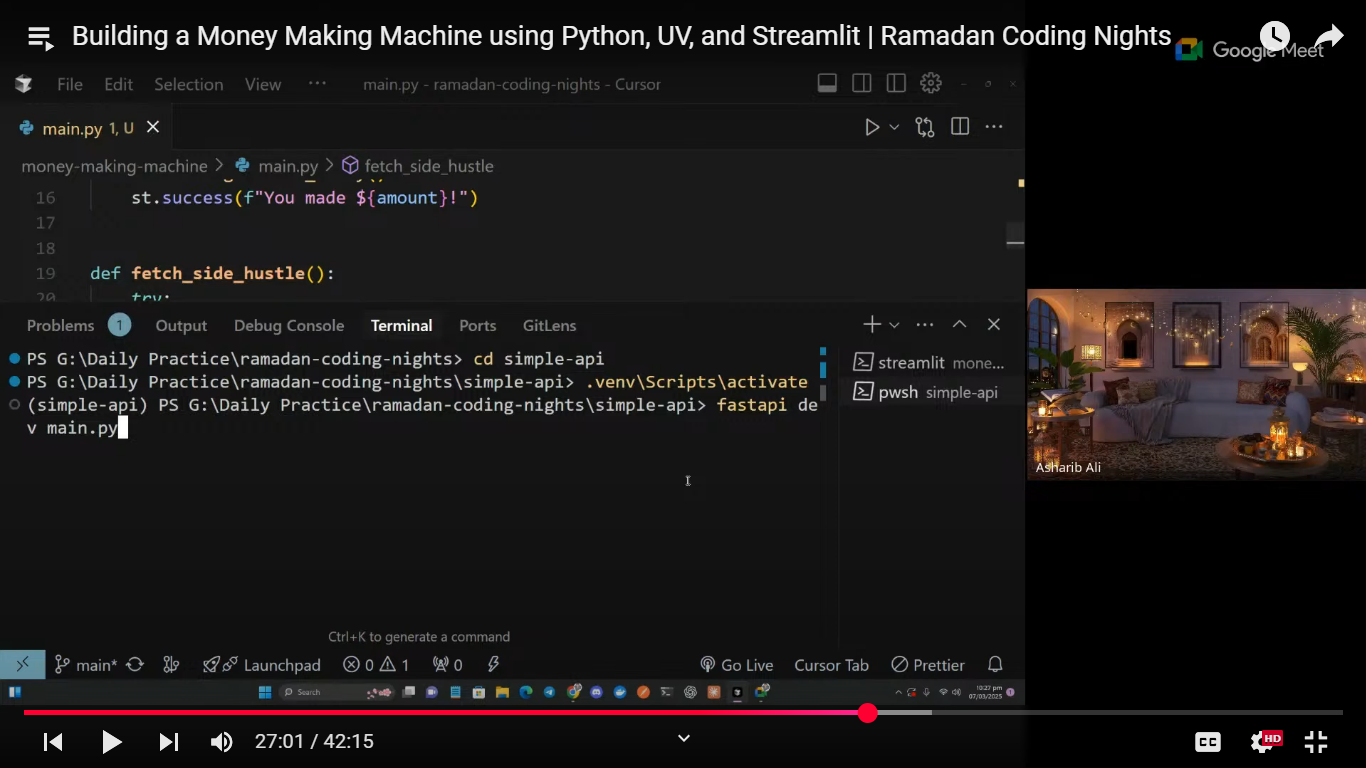 Building a Money Making Machine using Python, UV, and Streamlit | Ramadan Coding Nights
Google Meet
File Edit Selection View ··· main.py - ramadan-coding-nights - Cursor
main.py 1, U
money-making-machine > main.py > fetch_side_hustle
16 st.success(f"You made ${amount}!")
17
18
19 def fetch_side_hustle():
20 try:
Problems 1 Output Debug Console Terminal Ports GitLens
PS G:\Daily Practice\ramadan-coding-nights> cd simple-api
PS G:\Daily Practice\ramadan-coding-nights\simple-api> .venv\Scripts\activate
(simple-api) PS G:\Daily Practice\ramadan-coding-nights\simple-api> fastapi de
v main.py
streamlit mone...
pwsh simple-api
Asharib Ali
Ctrl+K to generate a command
main* Launchpad 0 1 0 Go Live Cursor Tab Prettier
Search
10:27 pm
07/03/2025
27:01 / 42:15
CC
HD